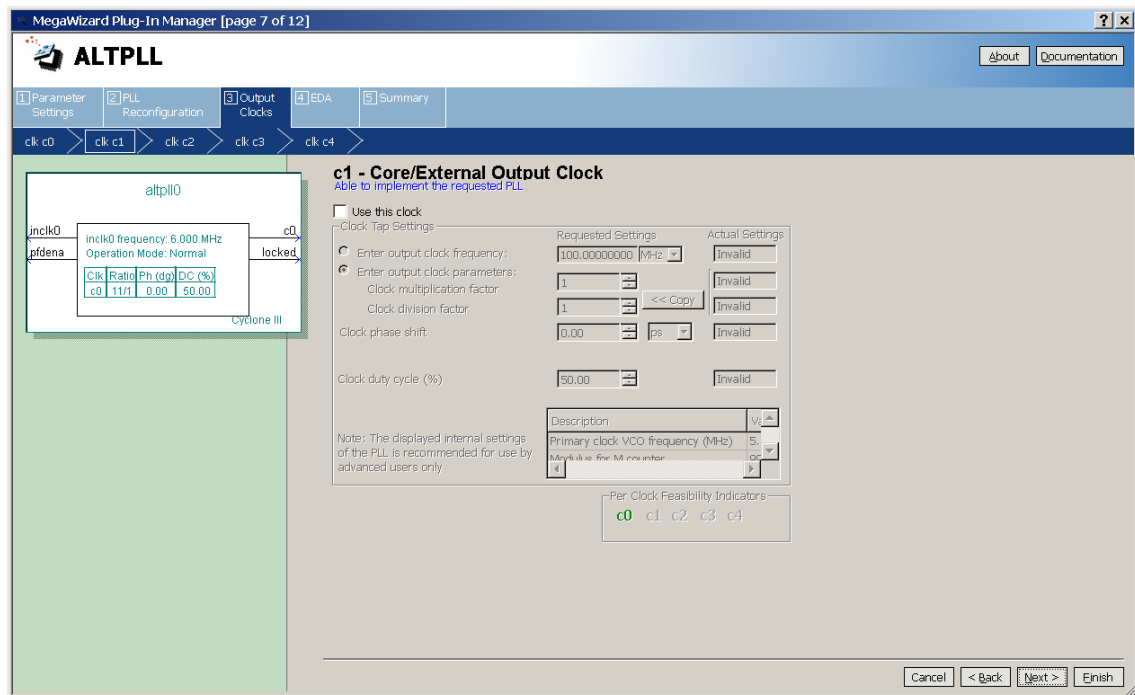 MegaWizard Plug-In Manager [page 7 of 12]
? x
ALTPLL
About Documentation
1 Parameter Settings
2 PLL Reconfiguration
3 Output Clocks
4 EDA
5 Summary
clk c0 clk c1 clk c2 clk c3 clk c4
altpll0
inclk0
pfdena
inclk0 frequency: 6.000 MHz
Operation Mode: Normal
Clk Ratio Ph (dg) DC (%)
c0 11/1 0.00 50.00
c0
locked
Cyclone III
c1 - Core/External Output Clock
Able to implement the requested PLL
Use this clock
Clock Tap Settings
Requested Settings Actual Settings
Enter output clock frequency: 100.00000000 MHz Invalid
Enter output clock parameters:
Clock multiplication factor 1 Invalid
<< Copy
Clock division factor 1 Invalid
Clock phase shift 0.00 ps Invalid
Clock duty cycle (%) 50.00 Invalid
Note: The displayed internal settings
of the PLL is recommended for use by
advanced users only
Description
Primary clock VCO frequency (MHz) 5.
Modulus for M counter
Per Clock Feasibility Indicators
c0 c1 c2 c3 c4
Cancel < Back Next > Finish